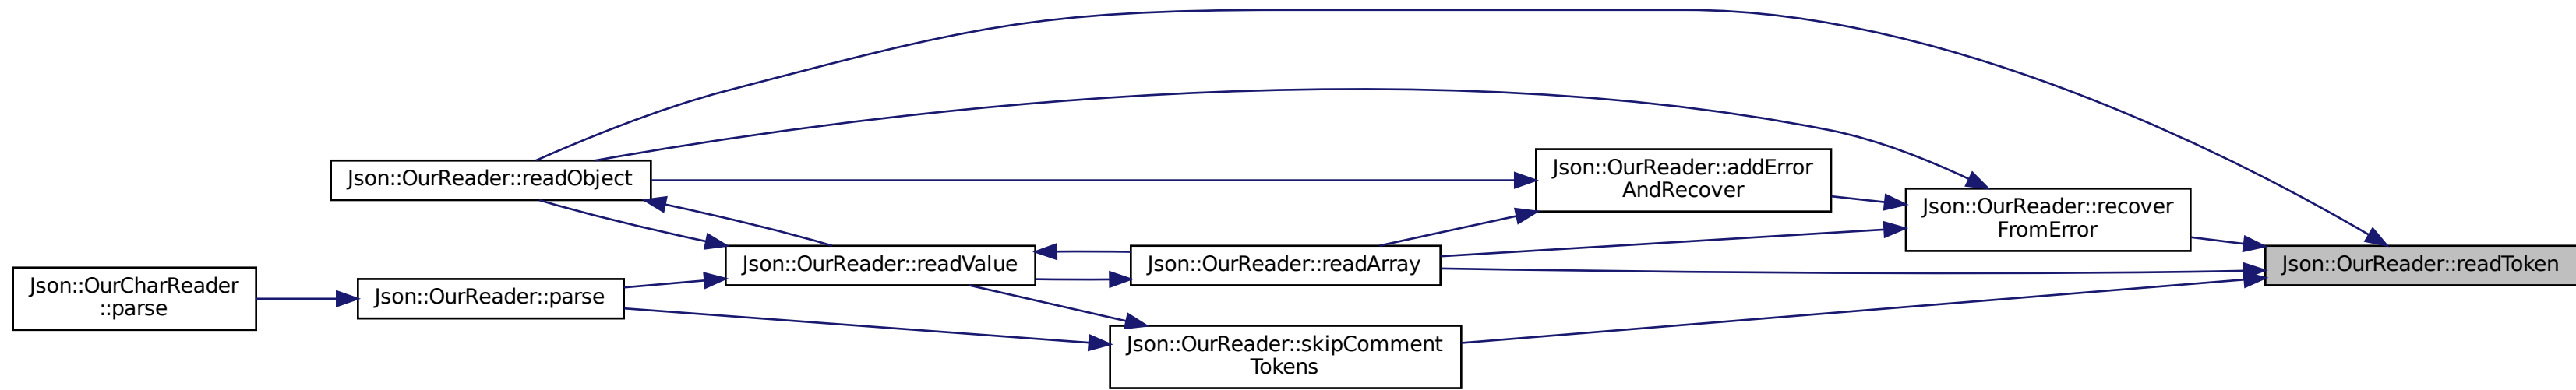 Json::OurReader::readObject
Json::OurReader::addError
AndRecover
Json::OurReader::recover
FromError
Json::OurReader::readValue
Json::OurReader::readArray
Json::OurReader::readToken
Json::OurCharReader
::parse
Json::OurReader::parse
Json::OurReader::skipComment
Tokens